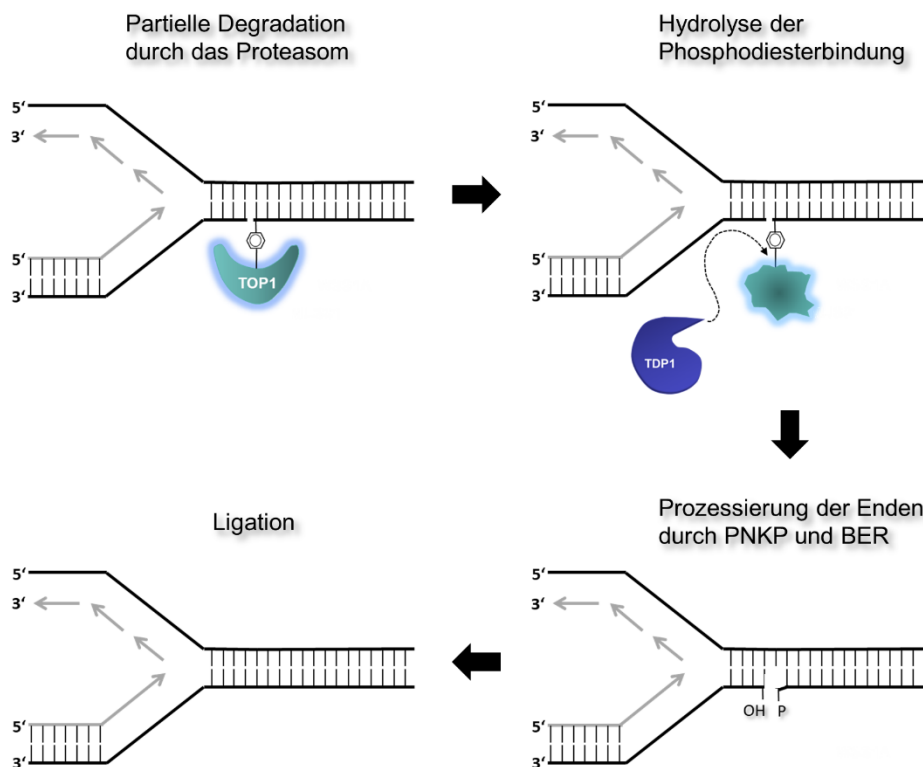 Partielle Degradation
durch das Proteasom
5‘
3‘
5‘
3‘
TOP1
Hydrolyse der
Phosphodiesterbindung
5‘
3‘
5‘
3‘
TDP1
Ligation
5‘
3‘
5‘
3‘
Prozessierung der Enden
durch PNKP und BER
5‘
3‘
5‘
3‘
OH P